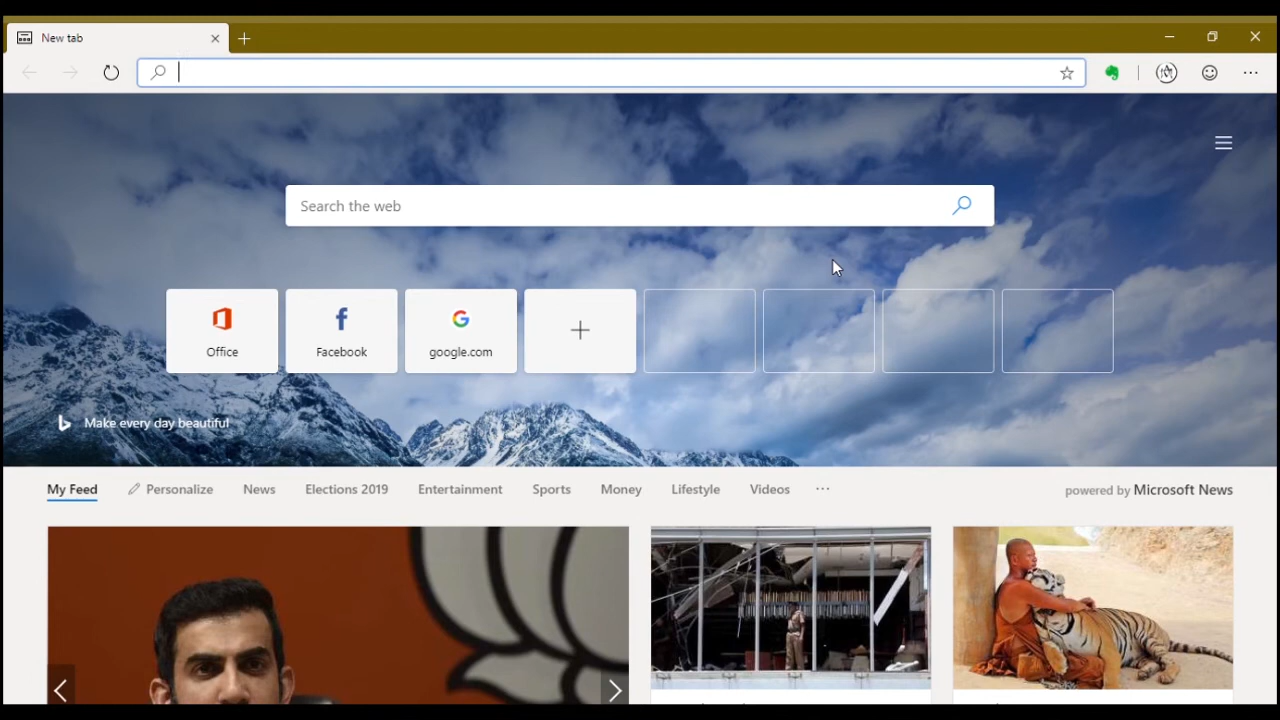 New tab
Search the web
Office
Facebook
google.com
Make every day beautiful
My Feed
Personalize
News
Elections 2019
Entertainment
Sports
Money
Lifestyle
Videos
powered by Microsoft News